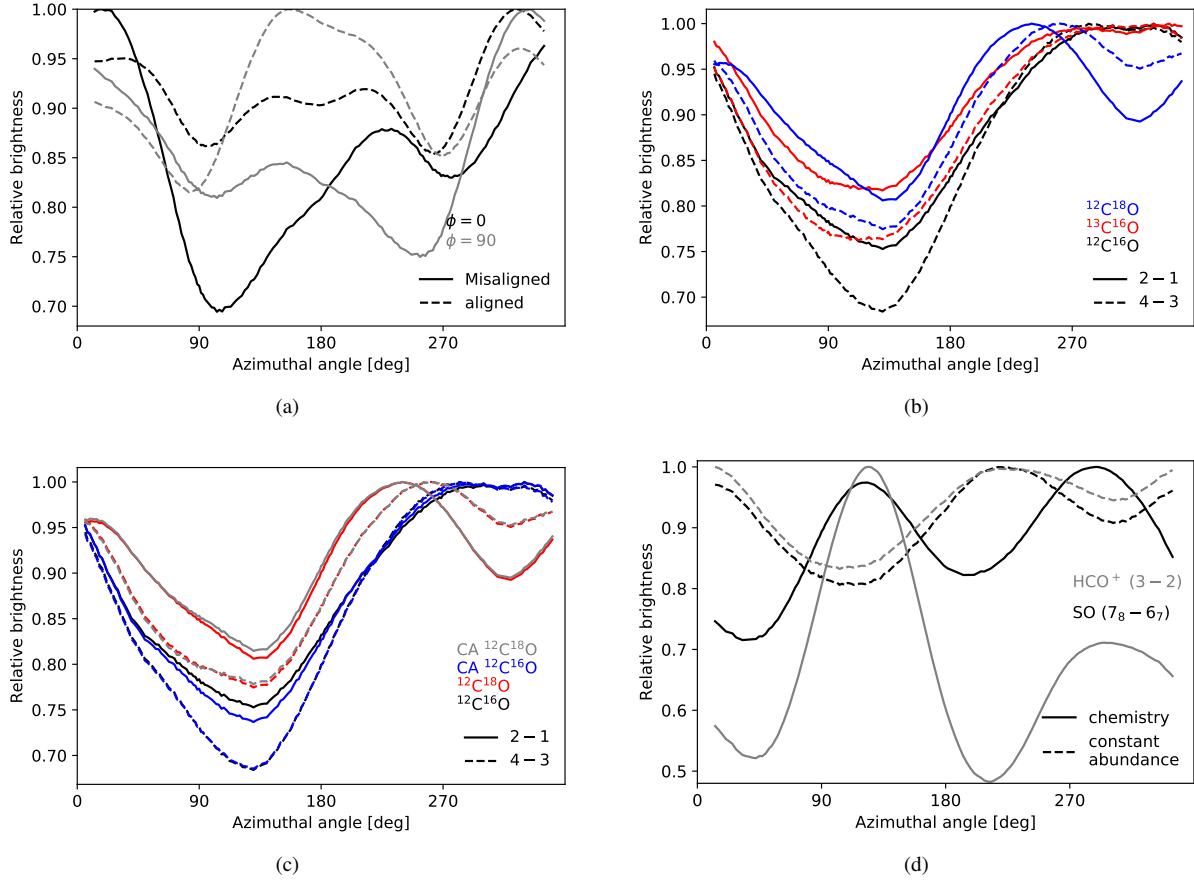 1.00
0.95
0.90
0.85
0.80
0.75
0.70
Relative brightness
0
90
180
270
Azimuthal angle [deg]
ϕ = 0
ϕ = 90
Misaligned
aligned
(a)
1.00
0.95
0.90
0.85
0.80
0.75
0.70
Relative brightness
0
90
180
270
Azimuthal angle [deg]
¹²C¹⁸O
¹³C¹⁶O
¹²C¹⁶O
2 − 1
4 − 3
(b)
1.00
0.95
0.90
0.85
0.80
0.75
0.70
Relative brightness
0
90
180
270
Azimuthal angle [deg]
CA ¹²C¹⁸O
CA ¹²C¹⁶O
¹²C¹⁸O
¹²C¹⁶O
2 − 1
4 − 3
(c)
1.0
0.9
0.8
0.7
0.6
0.5
Relative brightness
0
90
180
270
Azimuthal angle [deg]
HCO⁺ (3 − 2)
SO (7₈ − 6₇)
chemistry
constant
abundance
(d)